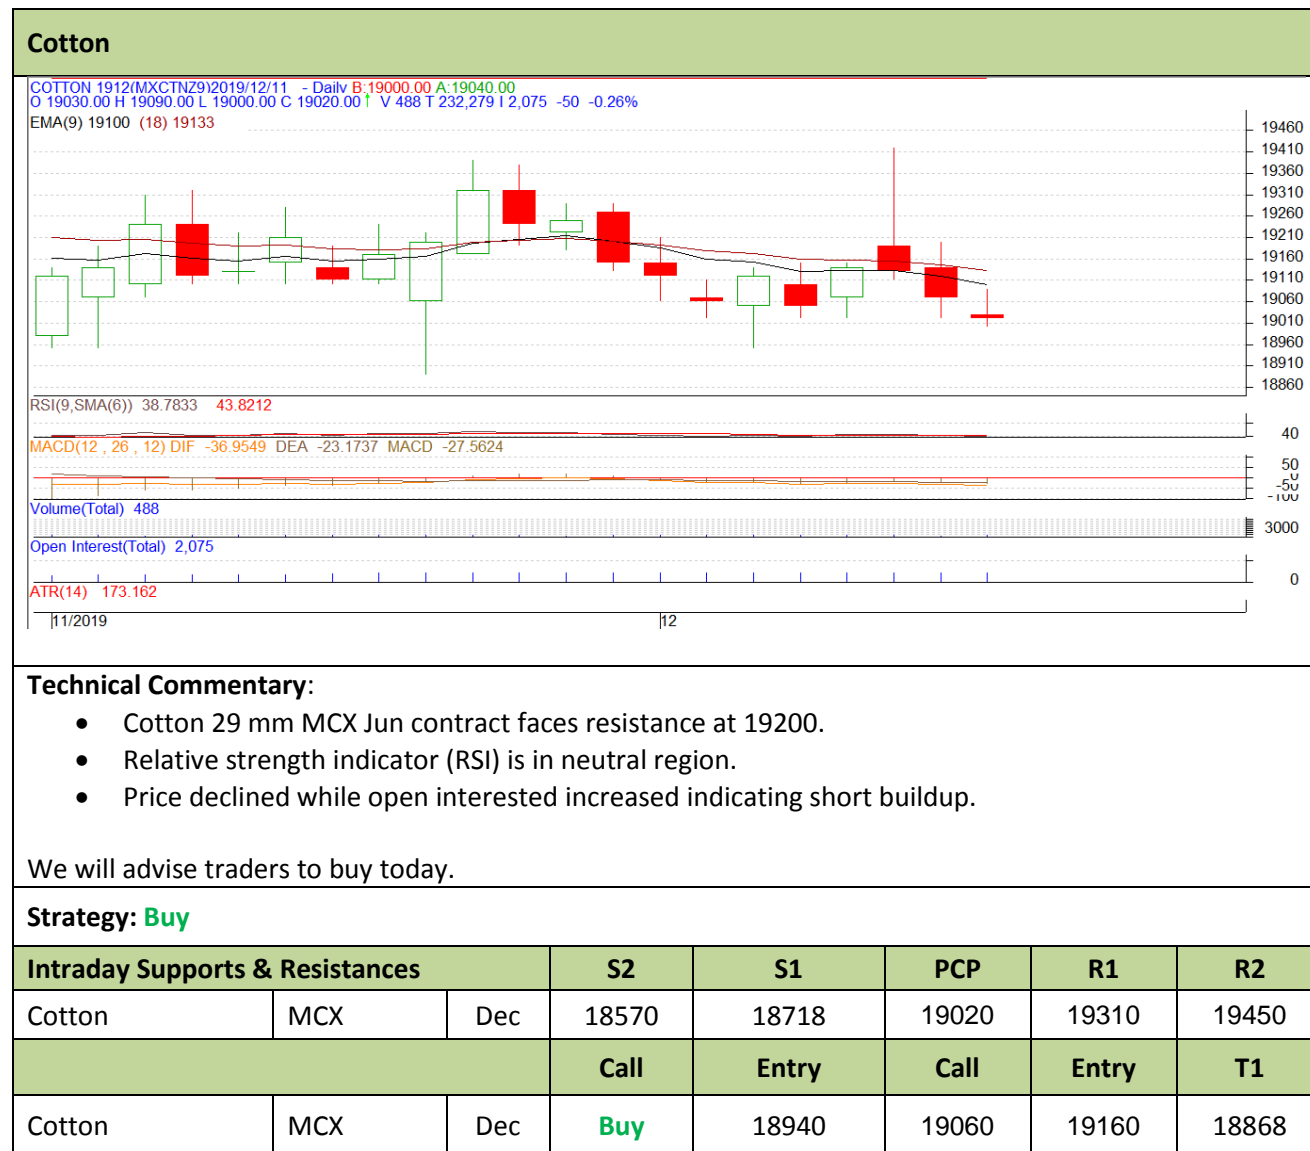 Cotton
COTTON 1912(MXCTNZ9)2019/12/11 - Daily B:19000.00 A:19040.00
O 19030.00 H 19090.00 L 19000.00 C 19020.00↑ V 488 T 232,279 I 2,075 -50 -0.26%
EMA(9) 19100 (18) 19133
19460
19410
19360
19310
19260
19210
19160
19110
19060
19010
18960
18910
18860
RSI(9,SMA(6)) 38.7833 43.8212
40
MACD(12 , 26 , 12) DIF -36.9549 DEA -23.1737 MACD -27.5624
50
0
-50
-100
Volume(Total) 488
3000
Open Interest(Total) 2,075
0
ATR(14) 173.162
11/2019 12
Technical Commentary:
• Cotton 29 mm MCX Jun contract faces resistance at 19200.
• Relative strength indicator (RSI) is in neutral region.
• Price declined while open interested increased indicating short buildup.
We will advise traders to buy today.
Strategy: Buy
Intraday Supports & Resistances S2 S1 PCP R1 R2
Cotton MCX Dec 18570 18718 19020 19310 19450
Call Entry Call Entry T1
Cotton MCX Dec Buy 18940 19060 19160 18868